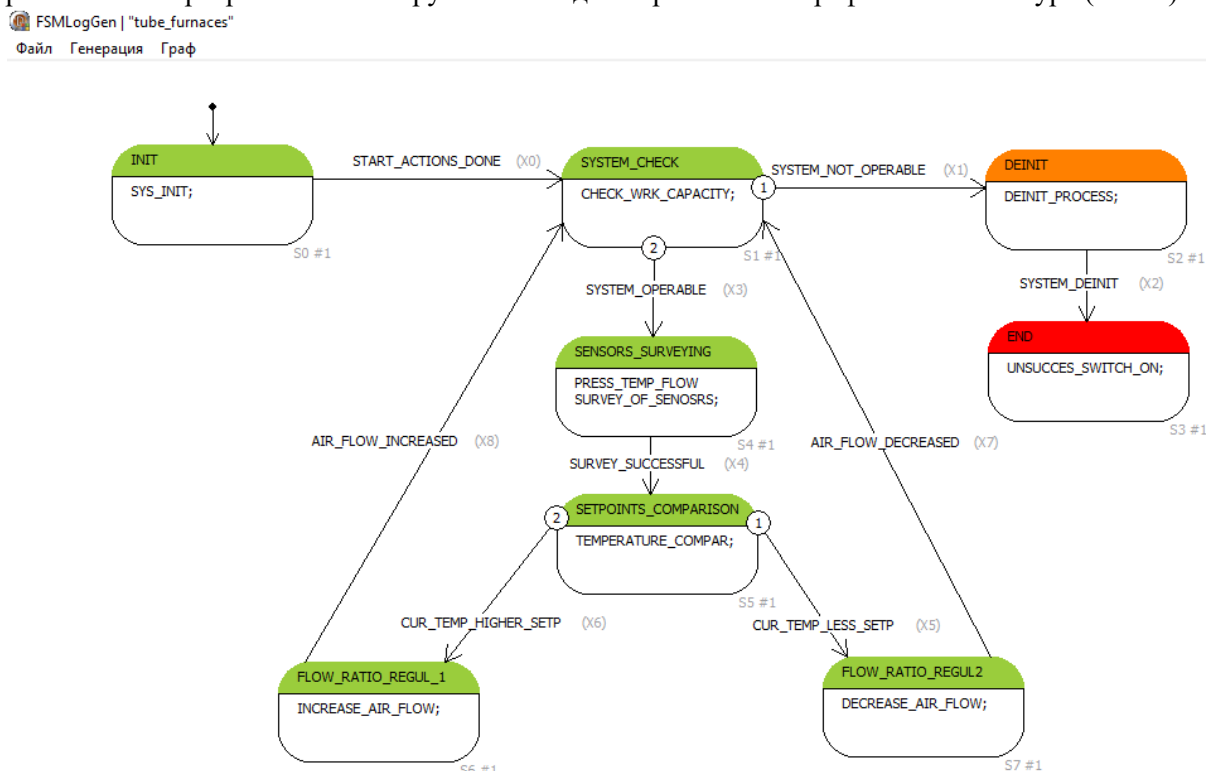 FSMLogGen | "tube_furnaces"
Файл Генерация Граф
INIT
SYS_INIT;
S0 #1
START_ACTIONS_DONE (X0)
SYSTEM_CHECK
CHECK_WRK_CAPACITY;
1
2
S1 #1
SYSTEM_NOT_OPERABLE (X1)
DEINIT
DEINIT_PROCESS;
S2 #1
SYSTEM_OPERABLE (X3)
SYSTEM_DEINIT (X2)
END
UNSUCCES_SWITCH_ON;
S3 #1
SENSORS_SURVEYING
PRESS_TEMP_FLOW
SURVEY_OF_SENOSRS;
S4 #1
AIR_FLOW_INCREASED (X8)
AIR_FLOW_DECREASED (X7)
SURVEY_SUCCESSFUL (X4)
SETPOINTS_COMPARISON
2
1
TEMPERATURE_COMPAR;
S5 #1
CUR_TEMP_HIGHER_SETP (X6)
CUR_TEMP_LESS_SETP (X5)
FLOW_RATIO_REGUL_1
INCREASE_AIR_FLOW;
S6 #1
FLOW_RATIO_REGUL2
DECREASE_AIR_FLOW;
S7 #1